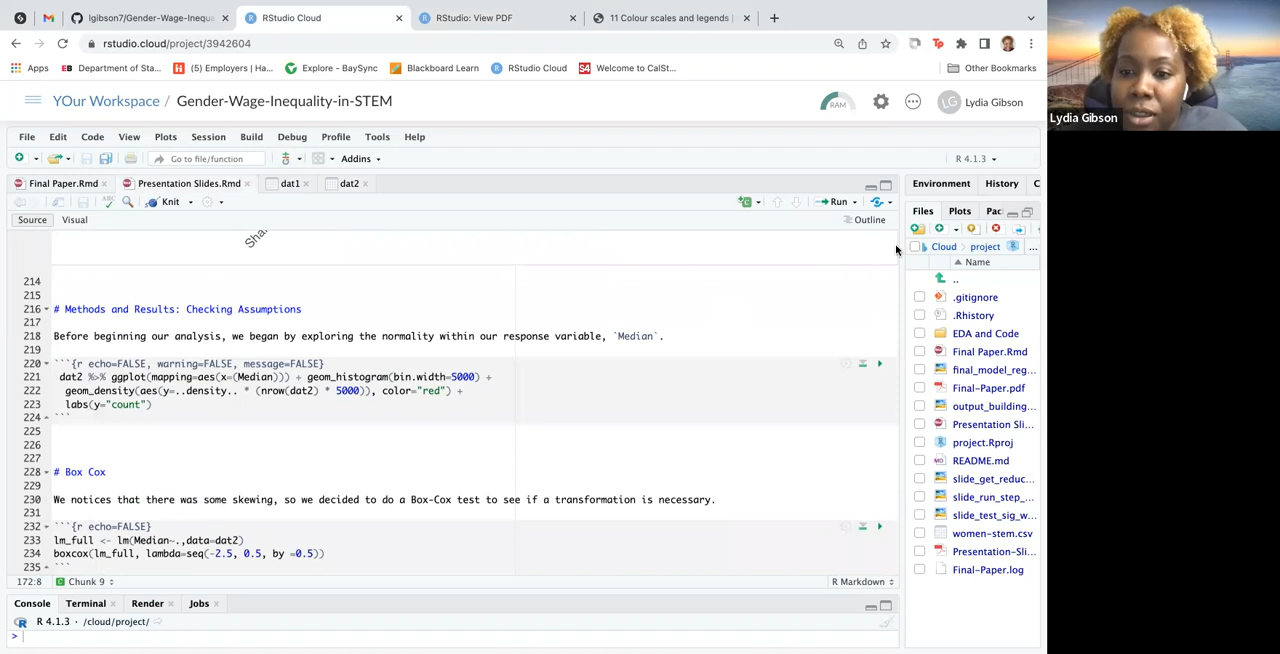 lgibson7/Gender-Wage-Inequa
RStudio Cloud
RStudio: View PDF
11 Colour scales and legends |
rstudio.cloud/project/3942604
Apps
Department of Sta...
(5) Employers | Ha...
Explore - BaySync
Blackboard Learn
RStudio Cloud
Welcome to CalSt...
Other Bookmarks
YOur Workspace / Gender-Wage-Inequality-in-STEM
RAM
LG
Lydia Gibson
File Edit Code View Plots Session Build Debug Profile Tools Help
Go to file/function
Addins
R 4.1.3
Final Paper.Rmd
Presentation Slides.Rmd
dat1
dat2
Knit
Run
Source
Visual
Outline
Sha
214
215
216 # Methods and Results: Checking Assumptions
217
218 Before beginning our analysis, we began by exploring the normality within our response variable, `Median`.
219
220 ```{r echo=FALSE, warning=FALSE, message=FALSE}
221 dat2 %>% ggplot(mapping=aes(x=(Median))) + geom_histogram(bin.width=5000) +
222 geom_density(aes(y=..density.. * (nrow(dat2) * 5000)), color="red") +
223 labs(y="count")
224 ```
225
226
227
228 # Box Cox
229
230 We notices that there was some skewing, so we decided to do a Box-Cox test to see if a transformation is necessary.
231
232 ```{r echo=FALSE}
233 lm_full <- lm(Median~.,data=dat2)
234 boxcox(lm_full, lambda=seq(-2.5, 0.5, by =0.5))
235 ```
172:8
Chunk 9
R Markdown
Console
Terminal
Render
Jobs
R 4.1.3 · /cloud/project/
>
Environment
History
C
Files
Plots
Pac
Cloud
project
...
Name
..
.gitignore
.Rhistory
EDA and Code
Final Paper.Rmd
final_model_reg...
Final-Paper.pdf
output_building...
Presentation Sli...
project.Rproj
README.md
slide_get_reduc...
slide_run_step_...
slide_test_sig_w...
women-stem.csv
Presentation-Sli...
Final-Paper.log
Lydia Gibson